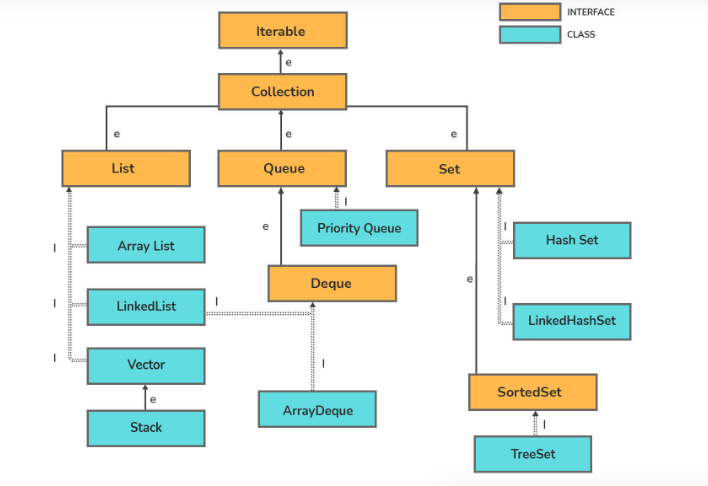 INTERFACE
CLASS
Iterable
e
Collection
e
e
e
List
Queue
Set
I
e
Priority Queue
I
Hash Set
I
Array List
e
Deque
I
LinkedList
I
I
LinkedHashSet
I
Vector
I
e
ArrayDeque
SortedSet
e
Stack
I
TreeSet